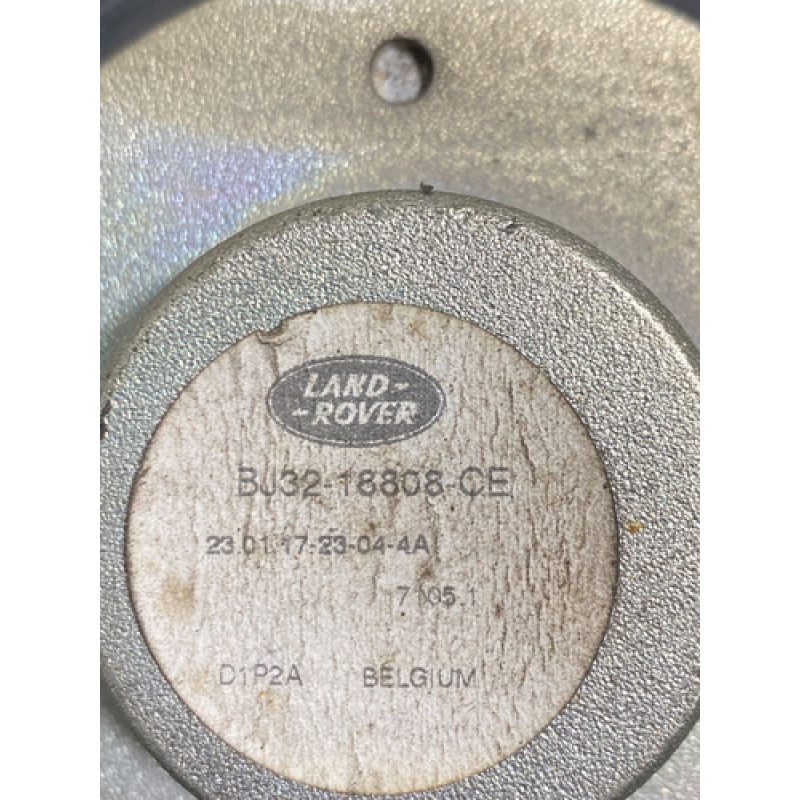 LAND-
-ROVER
BJ32-18808-CE
23.01.17-23-04-4A
7105.1
D1P2A BELGIUM